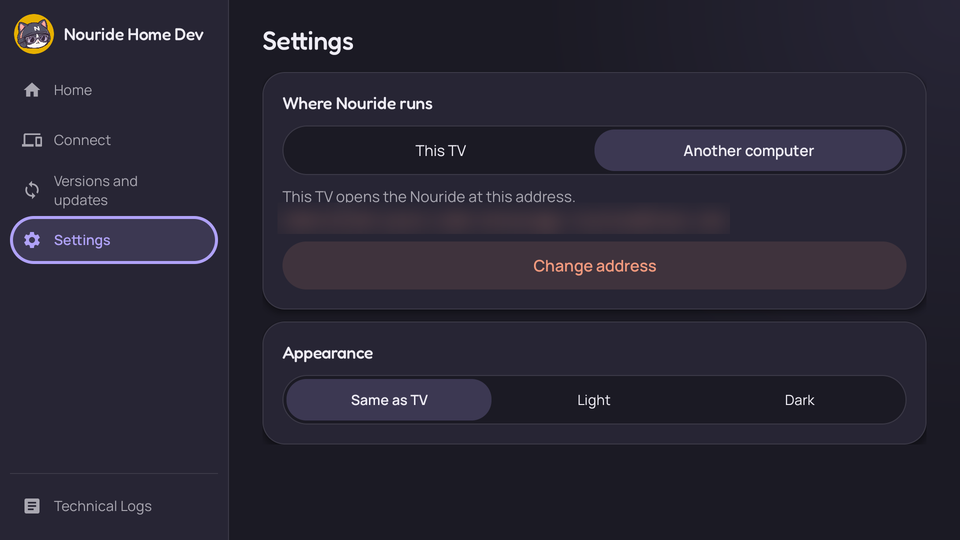 Nouride Home Dev
Home
Connect
Versions and
updates
Settings
Technical Logs
Settings
Where Nouride runs
This TV
Another computer
This TV opens the Nouride at this address.
Change address
Appearance
Same as TV
Light
Dark